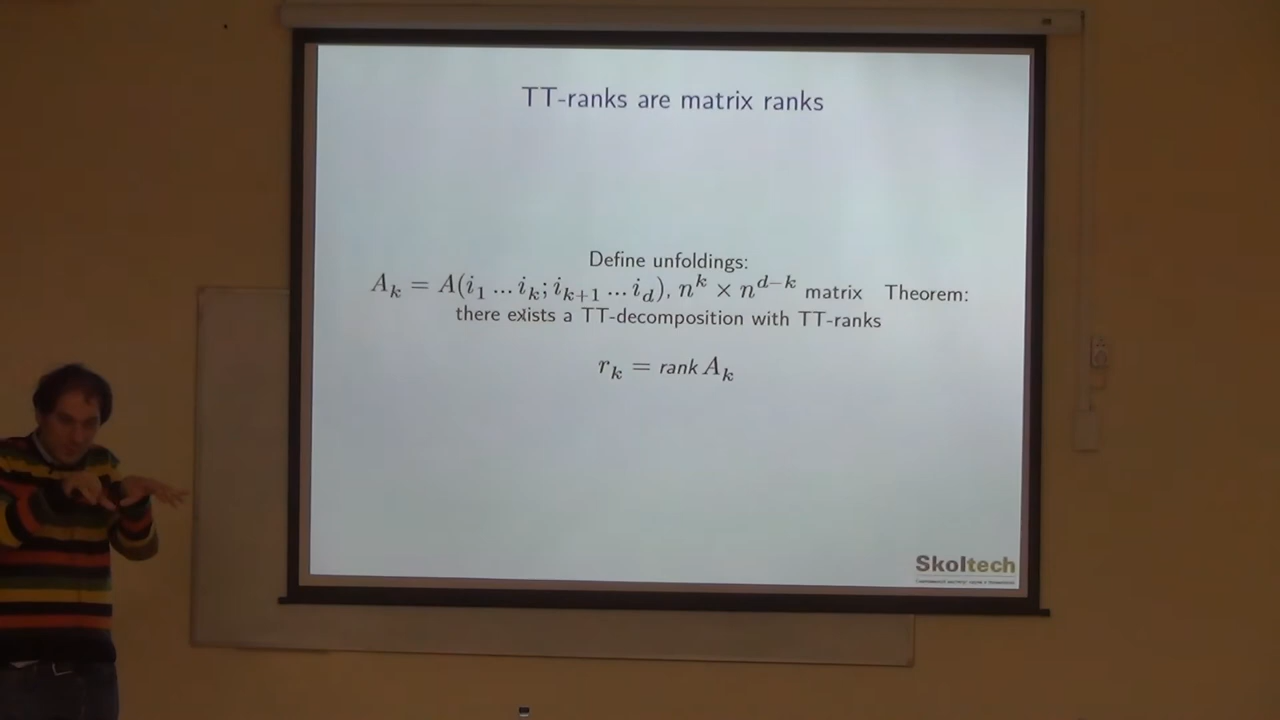 TT-ranks are matrix ranks
Define unfoldings:
A_k = A(i_1 ... i_k; i_{k+1} ... i_d), n^k × n^{d−k} matrix Theorem:
there exists a TT-decomposition with TT-ranks
r_k = rank A_k
Skoltech